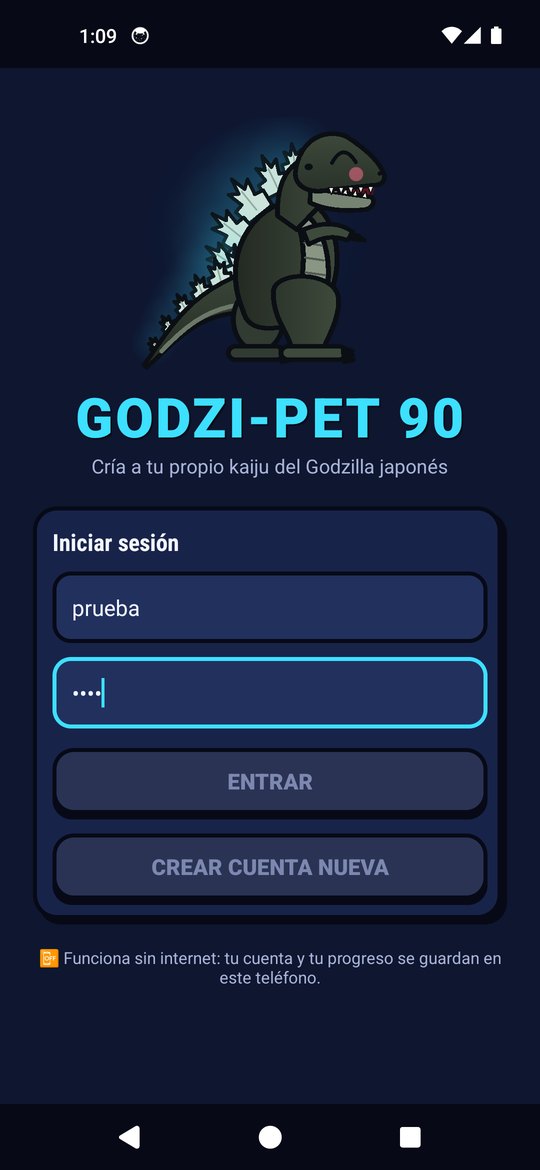 1:09
GODZI-PET 90
Cría a tu propio kaiju del Godzilla japonés
Iniciar sesión
prueba
••••
ENTRAR
CREAR CUENTA NUEVA
📴 Funciona sin internet: tu cuenta y tu progreso se guardan en
este teléfono.